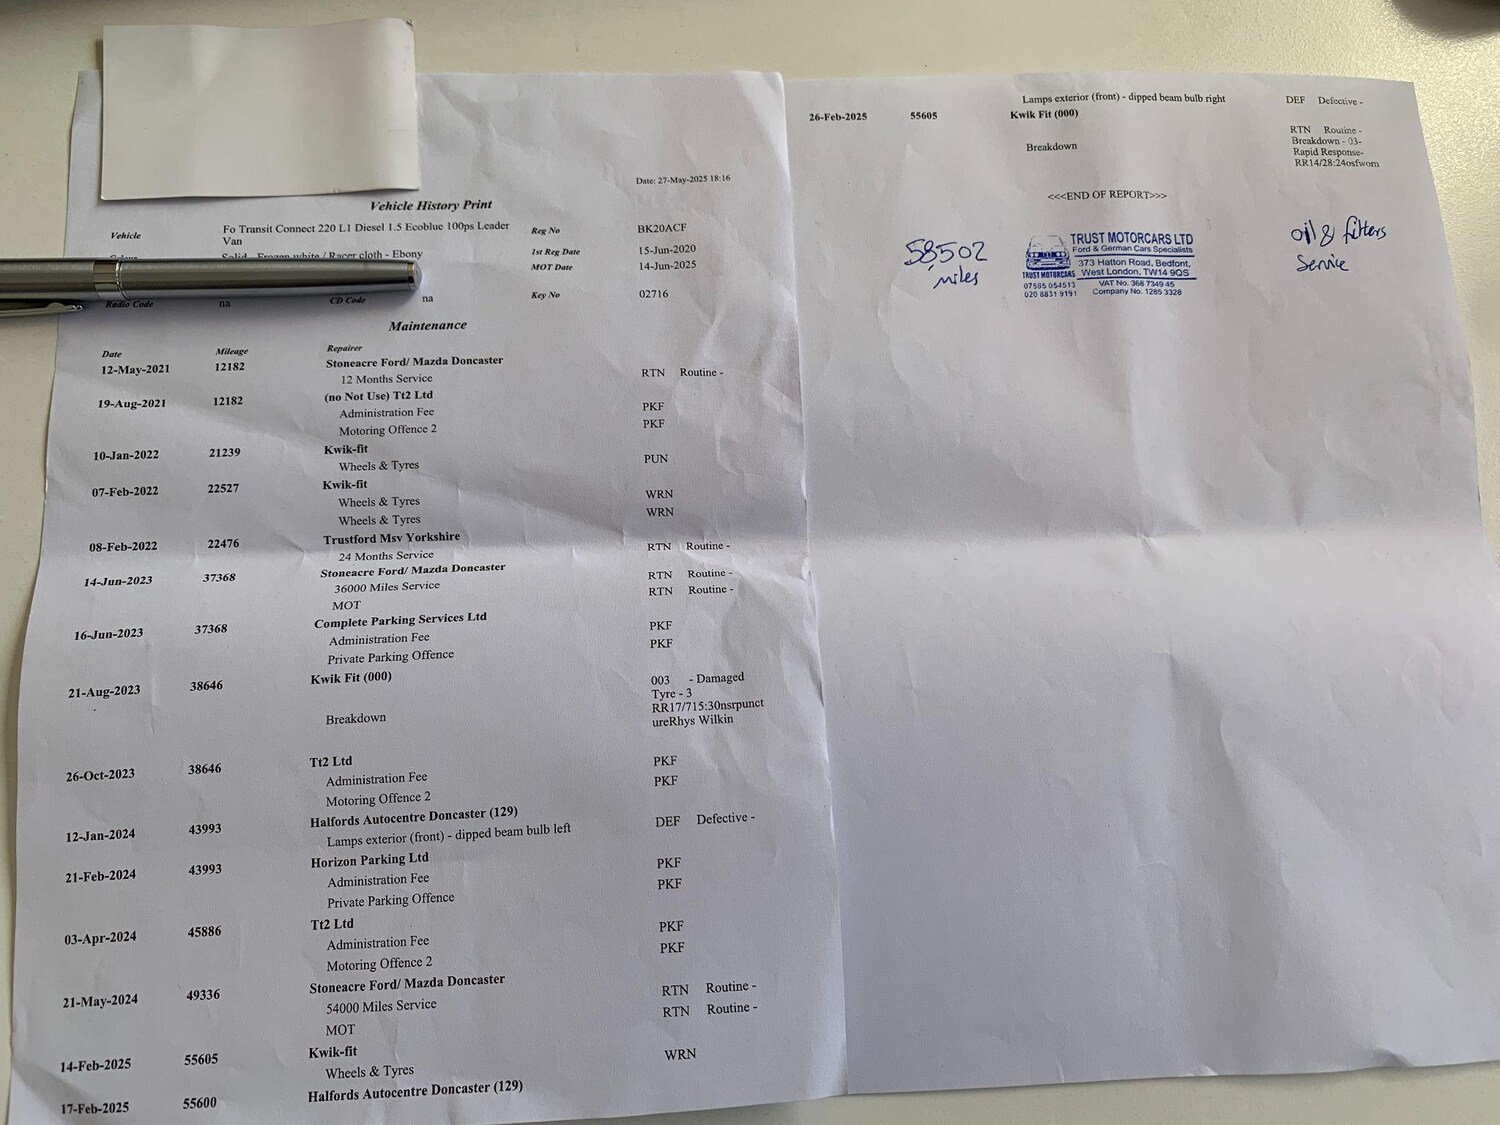 Date: 27-May-2025 18:16
Vehicle History Print
Vehicle Fo Transit Connect 220 L1 Diesel 1.5 Ecoblue 100ps Leader Van
Reg No BK20ACF
Solid - Frozen white / Racer cloth - Ebony
1st Reg Date 15-Jun-2020
MOT Date 14-Jun-2025
Radio Code na CD Code na Key No 02716
Maintenance
Date Mileage Repairer
12-May-2021 12182 Stoneacre Ford/ Mazda Doncaster
12 Months Service RTN Routine -
19-Aug-2021 12182 (no Not Use) Tt2 Ltd
Administration Fee PKF
Motoring Offence 2 PKF
10-Jan-2022 21239 Kwik-fit
Wheels & Tyres PUN
07-Feb-2022 22527 Kwik-fit
Wheels & Tyres WRN
Wheels & Tyres WRN
08-Feb-2022 22476 Trustford Msv Yorkshire
24 Months Service RTN Routine -
14-Jun-2023 37368 Stoneacre Ford/ Mazda Doncaster
36000 Miles Service RTN Routine -
MOT RTN Routine -
16-Jun-2023 37368 Complete Parking Services Ltd
Administration Fee PKF
Private Parking Offence PKF
21-Aug-2023 38646 Kwik Fit (000)
Breakdown
003 - Damaged
Tyre - 3
RR17/715:30nsrpunct
ureRhys Wilkin
26-Oct-2023 38646 Tt2 Ltd
Administration Fee PKF
Motoring Offence 2 PKF
12-Jan-2024 43993 Halfords Autocentre Doncaster (129)
Lamps exterior (front) - dipped beam bulb left DEF Defective -
21-Feb-2024 43993 Horizon Parking Ltd
Administration Fee PKF
Private Parking Offence PKF
03-Apr-2024 45886 Tt2 Ltd
Administration Fee PKF
Motoring Offence 2 PKF
21-May-2024 49336 Stoneacre Ford/ Mazda Doncaster
54000 Miles Service RTN Routine -
MOT RTN Routine -
14-Feb-2025 55605 Kwik-fit
Wheels & Tyres WRN
17-Feb-2025 55600 Halfords Autocentre Doncaster (129)
Lamps exterior (front) - dipped beam bulb right DEF Defective -
26-Feb-2025 55605 Kwik Fit (000)
Breakdown
RTN Routine -
Breakdown - 03-
Rapid Response-
RR14/28:24osfworn
<<<END OF REPORT>>>
58502
miles
TRUST MOTORCARS LTD
Ford & German Cars Specialists
373 Hatton Road, Bedfont,
West London, TW14 9QS
TRUST MOTORCARS
07585 054513
020 8831 9191
VAT No. 368 7349 45
Company No. 1285 3328
oil & filters
Service